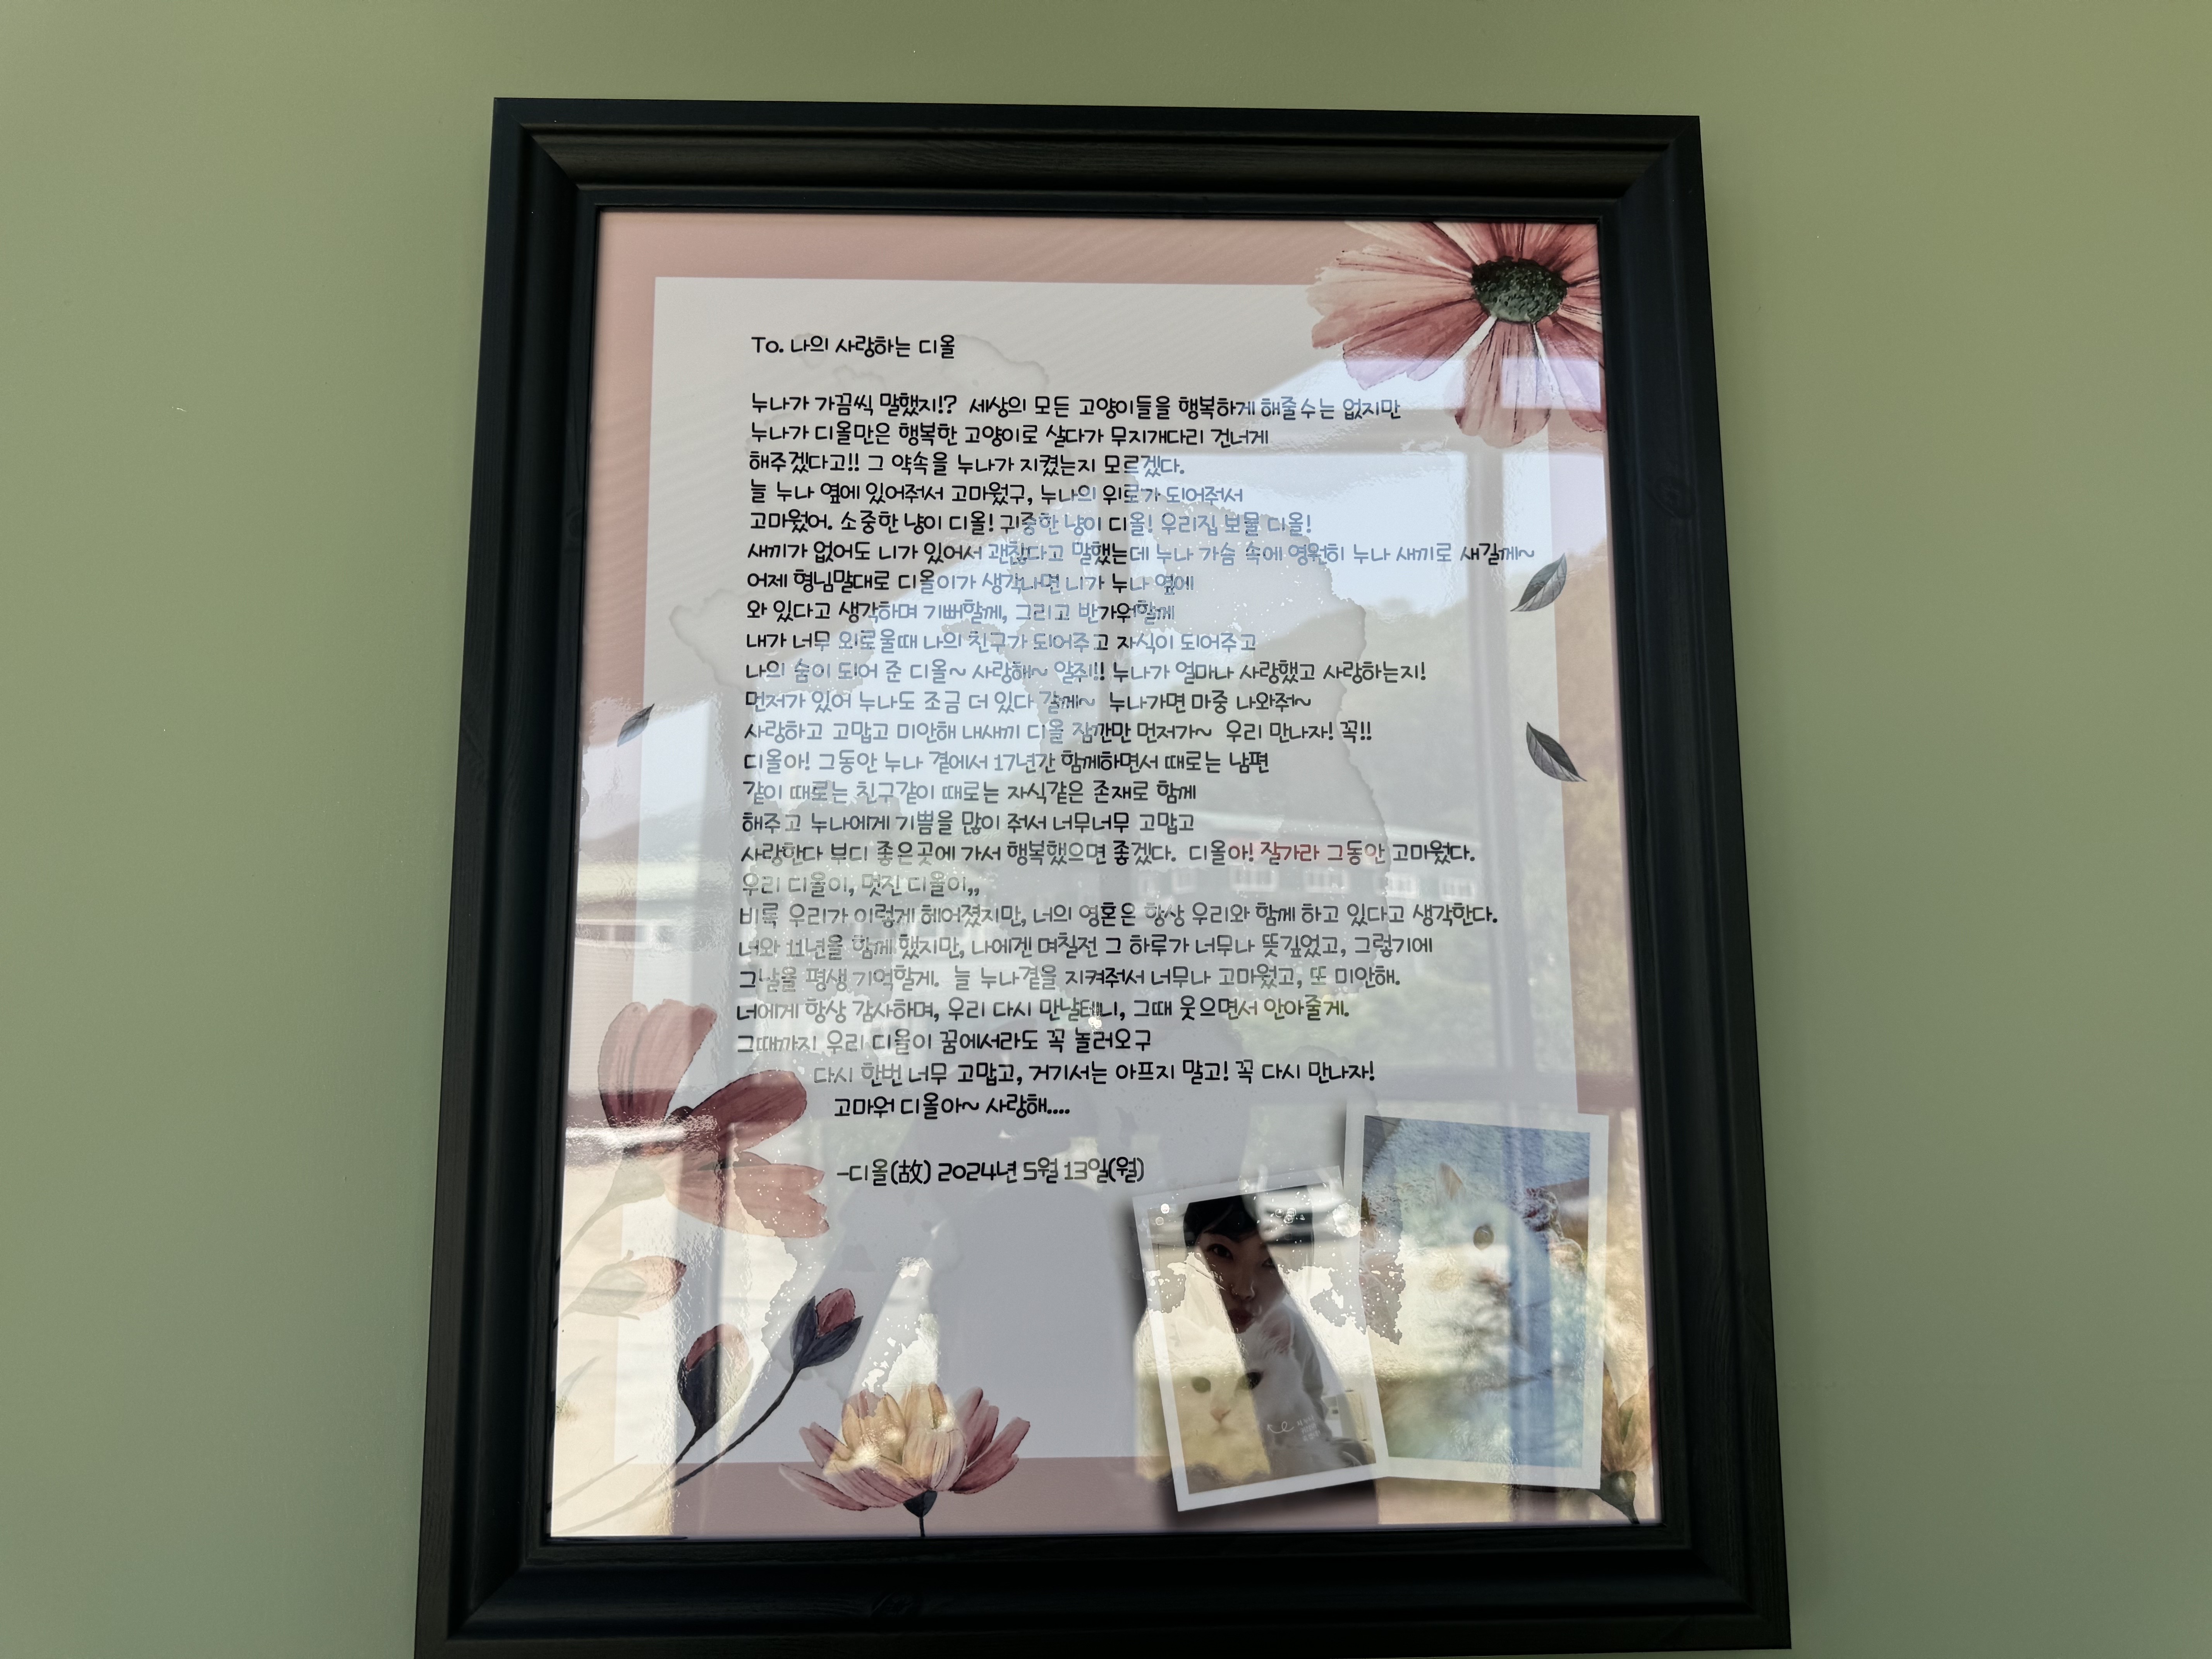 To. 나의 사랑하는 디올
누나가 가끔씩 말했지!? 세상의 모든 고양이들을 행복하게 해줄수는 없지만
누나가 디올만은 행복한 고양이로 살다가 무지개다리 건너게
해주겠다고!! 그 약속을 누나가 지켰는지 모르겠다.
늘 누나 옆에 있어줘서 고마웠구, 누나의 위로가 되어줘서
고마웠어. 소중한 냥이 디올! 귀중한 냥이 디올! 우리집 보물 디올!
새끼가 없어도 니가 있어서 괜찮다고 말했는데 누나 가슴 속에 영원히 누나 새끼로 새길께~
어제 형님말대로 디올이가 생각나면 니가 누나 옆에
와 있다고 생각하며 기뻐할께, 그리고 반가워할께
내가 너무 외로울때 나의 친구가 되어주고 자식이 되어주고
나의 숨이 되어 준 디올~ 사랑해~ 알쥐!! 누나가 얼마나 사랑했고 사랑하는지!
먼저가 있어 누나도 조금 더 있다 갈께~ 누나가면 마중 나와줘~
사랑하고 고맙고 미안해 내새끼 디올 잠깐만 먼저가~ 우리 만나자! 꼭!!
디올아! 그동안 누나 곁에서 17년간 함께하면서 때로는 남편
같이 때로는 친구같이 때로는 자식같은 존재로 함께
해주고 누나에게 기쁨을 많이 줘서 너무너무 고맙고
사랑한다 부디 좋은곳에 가서 행복했으면 좋겠다. 디올아! 잘가라 그동안 고마웠다.
우리 디올이, 멋진 디올이,,
비록 우리가 이렇게 헤어졌지만, 너의 영혼은 항상 우리와 함께 하고 있다고 생각한다.
너와 11년을 함께 했지만, 나에겐 며칠전 그 하루가 너무나 뜻깊었고, 그렇기에
그날을 평생 기억할게. 늘 누나곁을 지켜줘서 너무나 고마웠고, 또 미안해.
너에게 항상 감사하며, 우리 다시 만날테니, 그때 웃으면서 안아줄게.
그때까지 우리 디올이 꿈에서라도 꼭 놀러오구
다시 한번 너무 고맙고, 거기서는 아프지 말고! 꼭 다시 만나자!
고마워 디올아~ 사랑해....
-디올(故) 2024년 5월 13일(월)